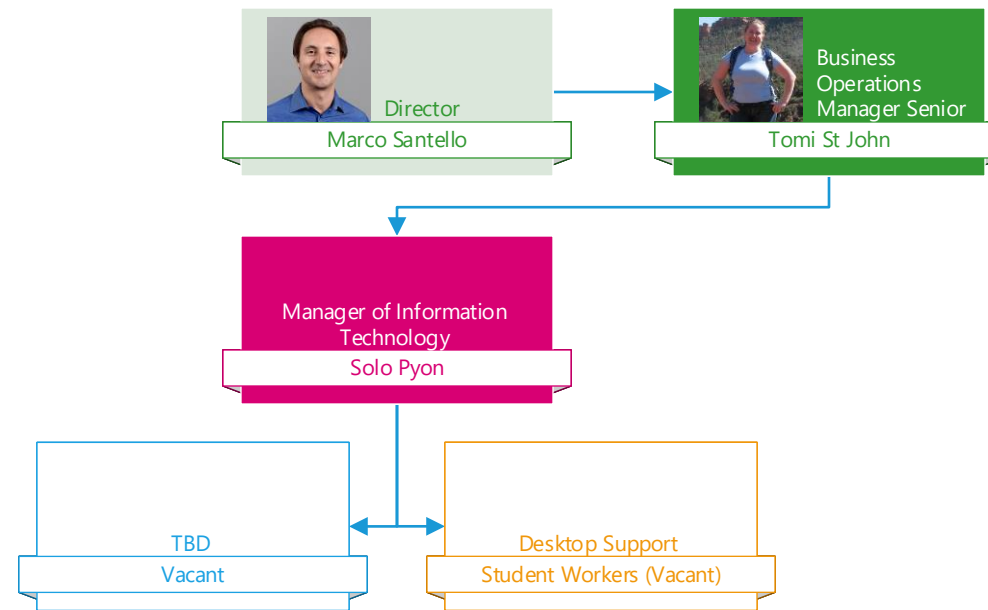 Director
Marco Santello
Business
Operations
Manager Senior
Tomi St John
Manager of Information
Technology
Solo Pyon
TBD
Vacant
Desktop Support
Student Workers (Vacant)